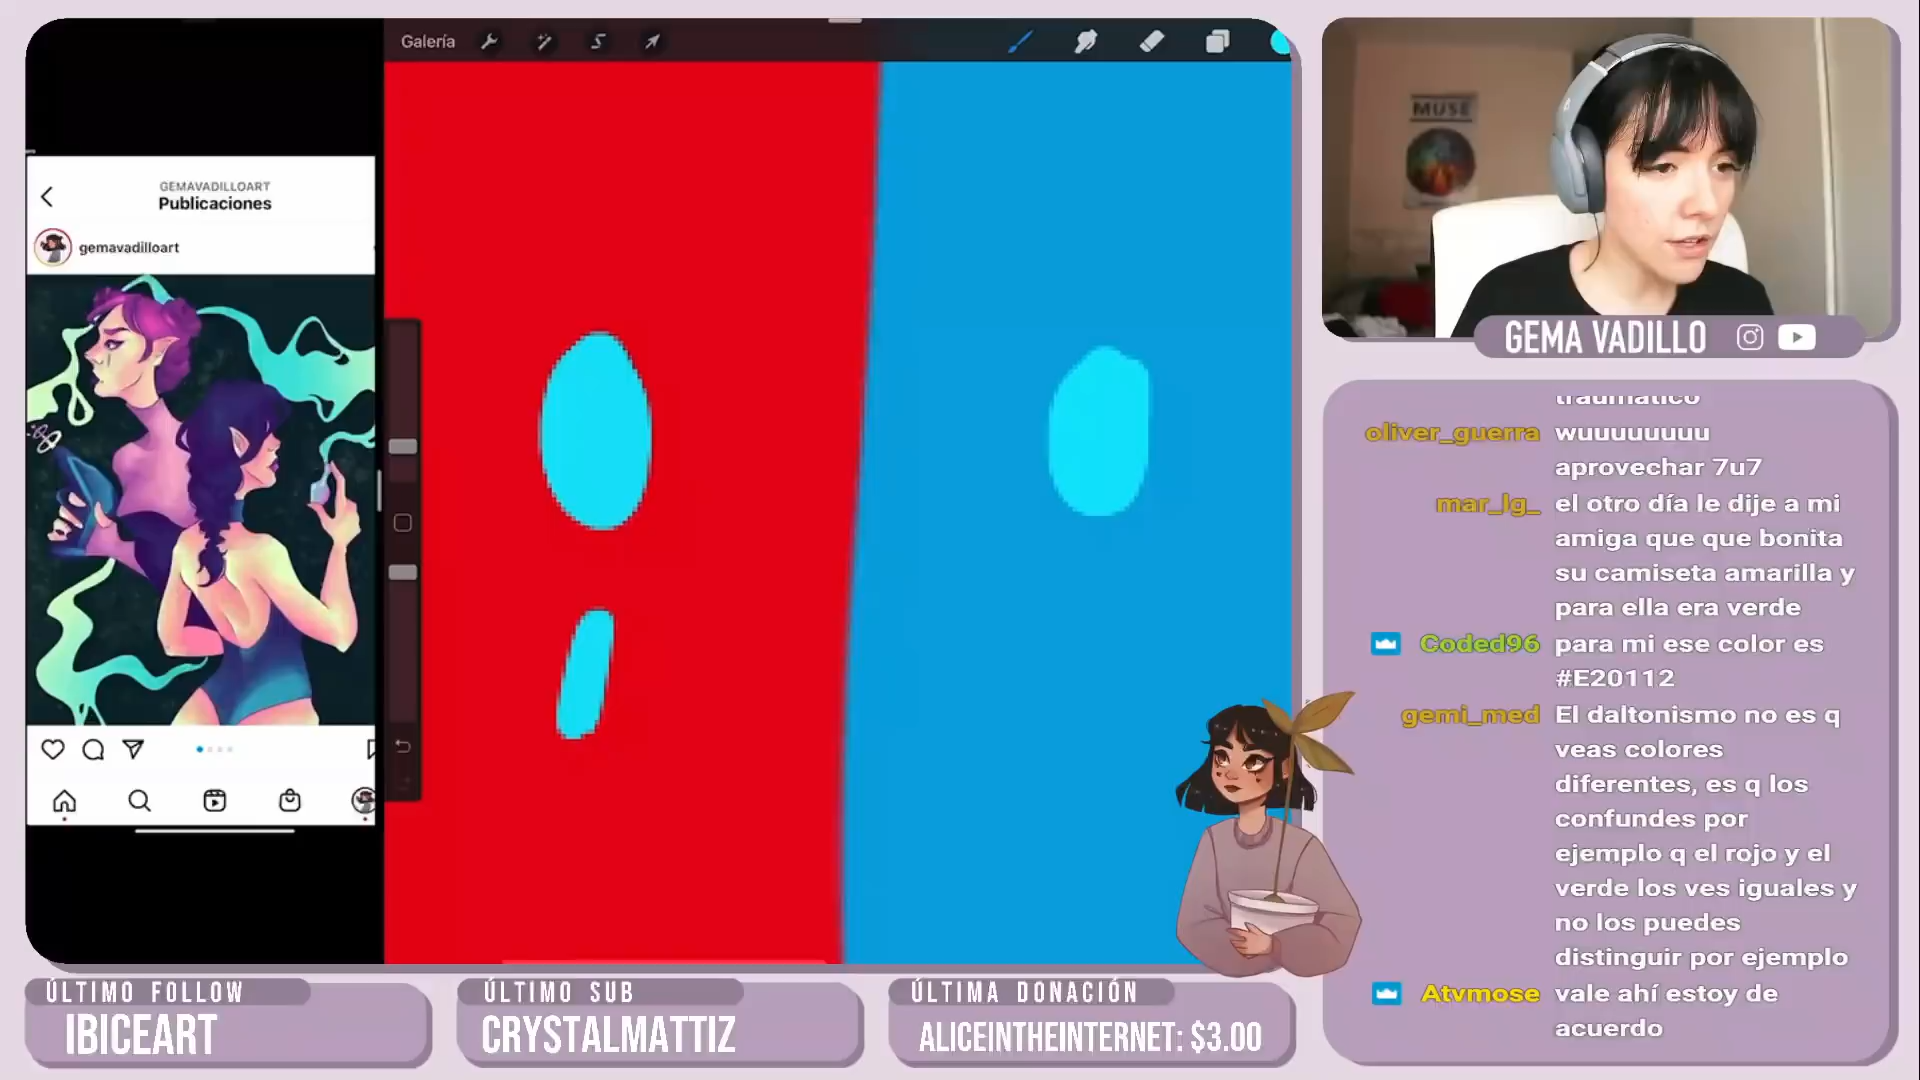 Galería
GEMAVADILLOART
Publicaciones
gemavadilloart
MUSE
GEMA VADILLO
traumático
oliver_guerra wuuuuuuuu
aprovechar 7u7
mar_lg_ el otro día le dije a mi
amiga que que bonita
su camiseta amarilla y
para ella era verde
Coded96 para mi ese color es
#E20112
gemi_med El daltonismo no es q
veas colores
diferentes, es q los
confundes por
ejemplo q el rojo y el
verde los ves iguales y
no los puedes
distinguir por ejemplo
Atvmose vale ahí estoy de
acuerdo
ÚLTIMO FOLLOW
IBICEART
ÚLTIMO SUB
CRYSTALMATTIZ
ÚLTIMA DONACIÓN
ALICEINTHEINTERNET: $3.00